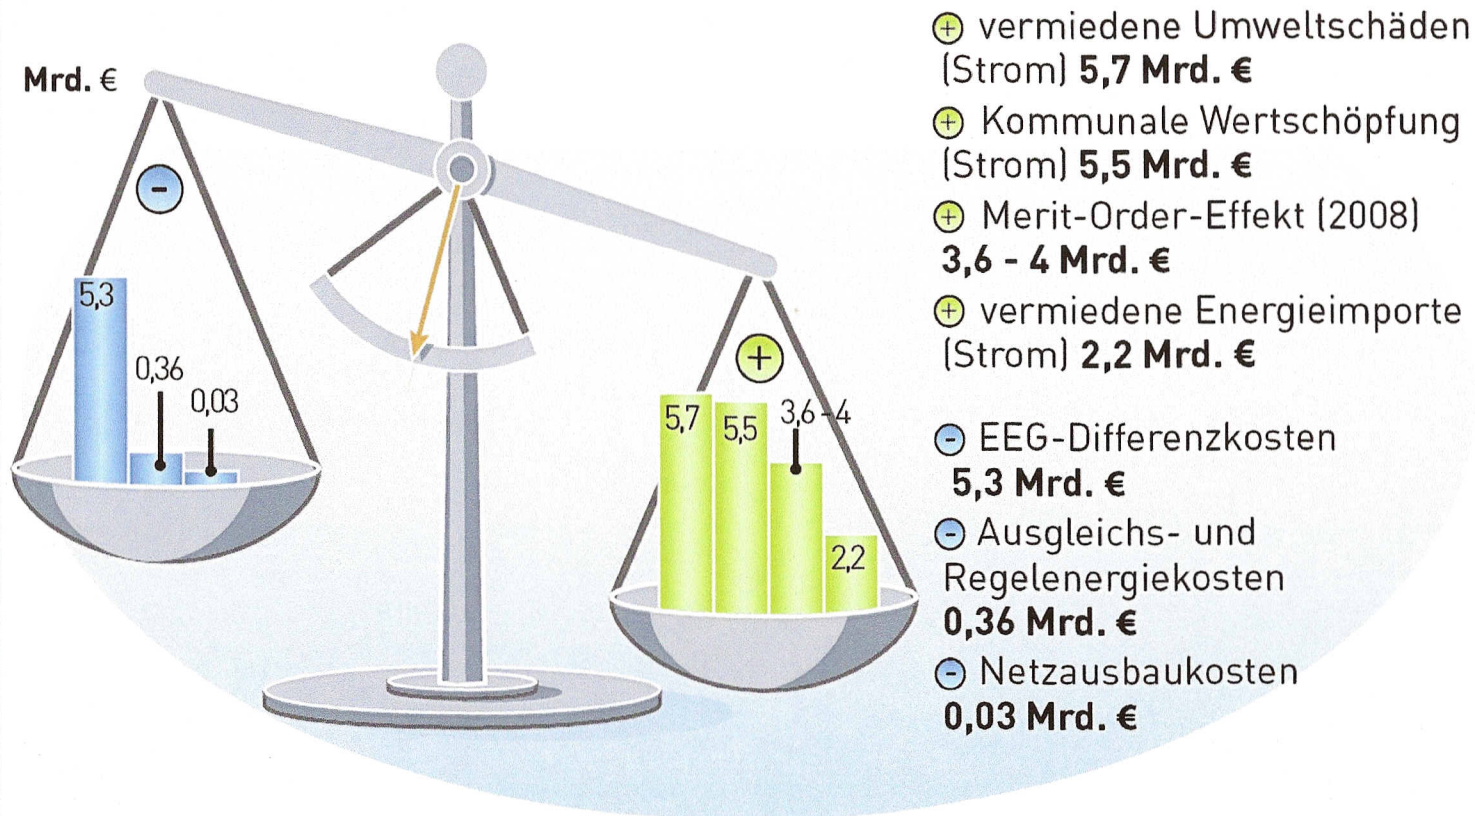 Mrd. €
-
5,3
0,36
0,03
+
5,7
5,5
3,6-4
2,2
+ vermiedene Umweltschäden
(Strom) 5,7 Mrd. €
+ Kommunale Wertschöpfung
(Strom) 5,5 Mrd. €
+ Merit-Order-Effekt (2008)
3,6 - 4 Mrd. €
+ vermiedene Energieimporte
(Strom) 2,2 Mrd. €
- EEG-Differenzkosten
5,3 Mrd. €
- Ausgleichs- und
Regelenergiekosten
0,36 Mrd. €
- Netzausbaukosten
0,03 Mrd. €